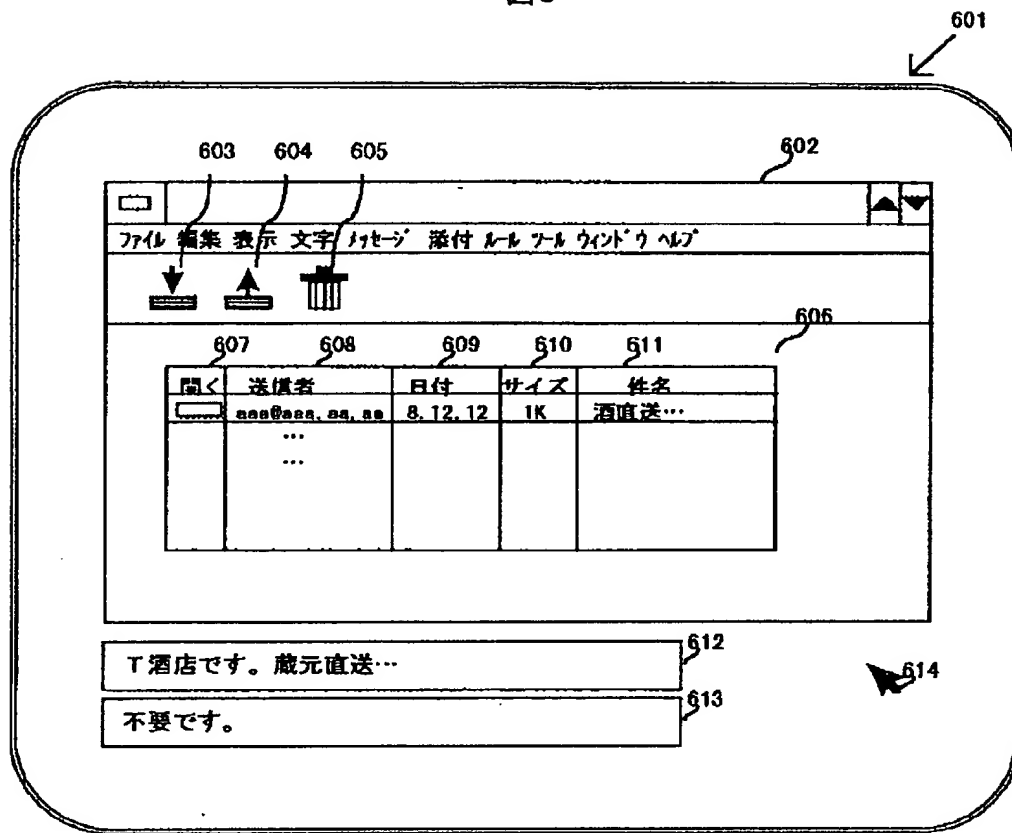 601
603 604 605 602
ファイル 編集 表示 文字 メッセージ 添付 ルール ツール ウィンドウ ヘルプ
606
607 608 609 610 611
開く 送信者 日付 サイズ 件名
aaa@aaa.aa.aa 8.12.12 1K 酒直送…
…
…
612
T酒店です。蔵元直送…
614
613
不要です。